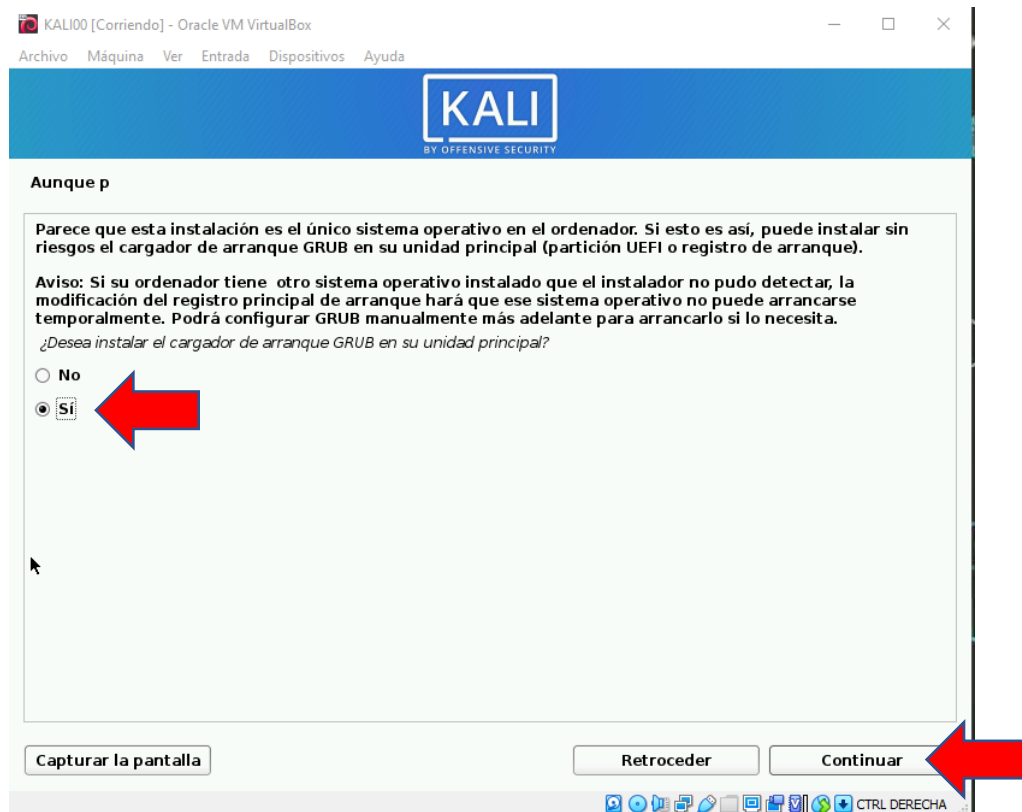 KALI00 [Corriendo] - Oracle VM VirtualBox
Archivo Máquina Ver Entrada Dispositivos Ayuda
KALI
BY OFFENSIVE SECURITY
Aunque p
Parece que esta instalación es el único sistema operativo en el ordenador. Si esto es así, puede instalar sin
riesgos el cargador de arranque GRUB en su unidad principal (partición UEFI o registro de arranque).
Aviso: Si su ordenador tiene otro sistema operativo instalado que el instalador no pudo detectar, la
modificación del registro principal de arranque hará que ese sistema operativo no puede arrancarse
temporalmente. Podrá configurar GRUB manualmente más adelante para arrancarlo si lo necesita.
¿Desea instalar el cargador de arranque GRUB en su unidad principal?
No
Sí
Capturar la pantalla Retroceder Continuar
CTRL DERECHA